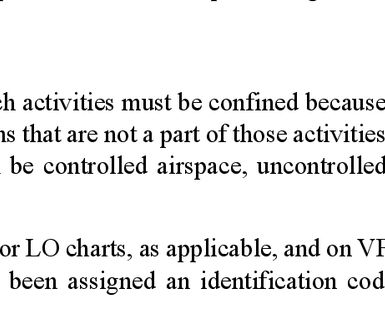 ch activities must be confined because
ns that are not a part of those activities
be controlled airspace, uncontrolled
or LO charts, as applicable, and on VF
been assigned an identification cod